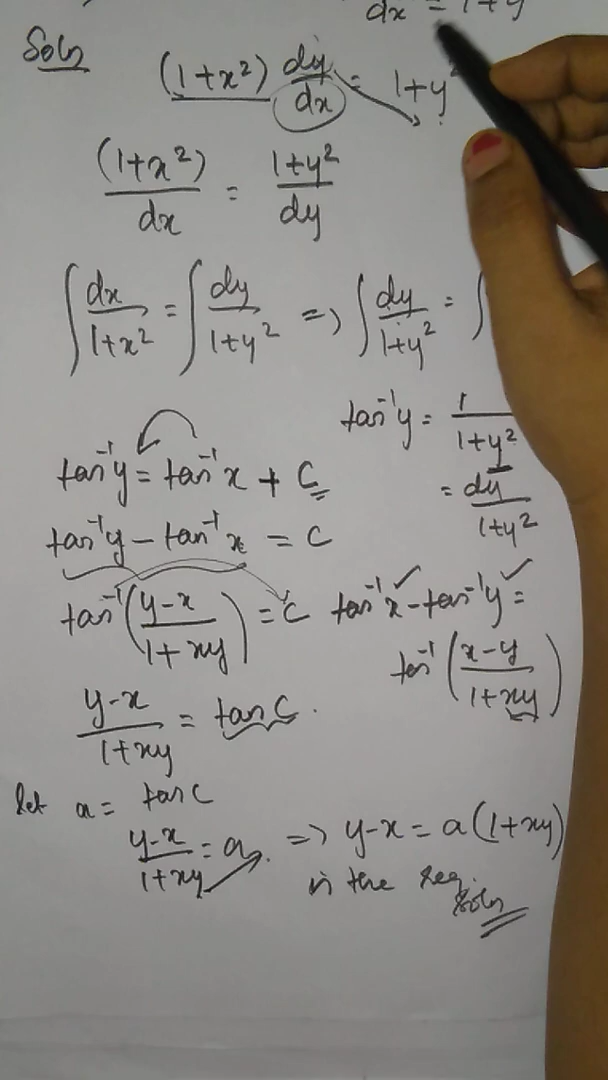 dx = 1+y
Soln
(1+x²) dy/dx = 1+y²
(1+x²)/dx = 1+y²/dy
∫ dx/1+x² = ∫ dy/1+y² => ∫ dy/1+y² = ∫
tan⁻¹y = 1/1+y²
= dy/1+y²
tan⁻¹y = tan⁻¹x + C
tan⁻¹y - tan⁻¹x = C
tan⁻¹(y-x/1+xy) = C
tan⁻¹x - tan⁻¹y =
tan⁻¹(x-y/1+xy)
y-x/1+xy = tan C.
let a = tan C
y-x/1+xy = a. => y-x = a(1+xy)
is the req.
soln